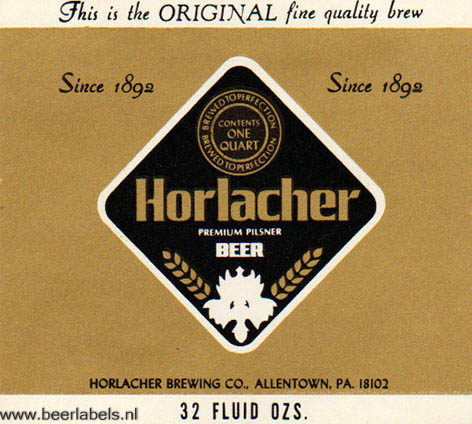 This is the ORIGINAL fine quality brew
Since 1892
Since 1892
BREWED TO PERFECTION
CONTENTS
ONE
QUART
BREWED TO PERFECTION
Horlacher
PREMIUM PILSNER
BEER
HORLACHER BREWING CO., ALLENTOWN, PA. 18102
32 FLUID OZS.
www.beerlabels.nl